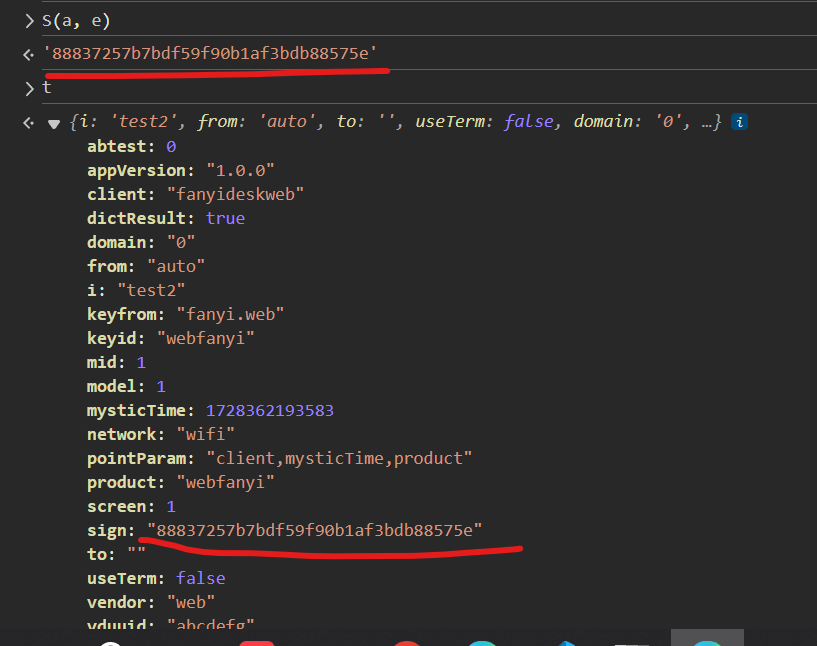 S(a, e)
'88837257b7bdf59f90b1af3bdb88575e'
t
{i: 'test2', from: 'auto', to: '', useTerm: false, domain: '0', …}
abtest: 0
appVersion: "1.0.0"
client: "fanyideskweb"
dictResult: true
domain: "0"
from: "auto"
i: "test2"
keyfrom: "fanyi.web"
keyid: "webfanyi"
mid: 1
model: 1
mysticTime: 1728362193583
network: "wifi"
pointParam: "client,mysticTime,product"
product: "webfanyi"
screen: 1
sign: "88837257b7bdf59f90b1af3bdb88575e"
to: ""
useTerm: false
vendor: "web"
yduuid: "abcdefg"